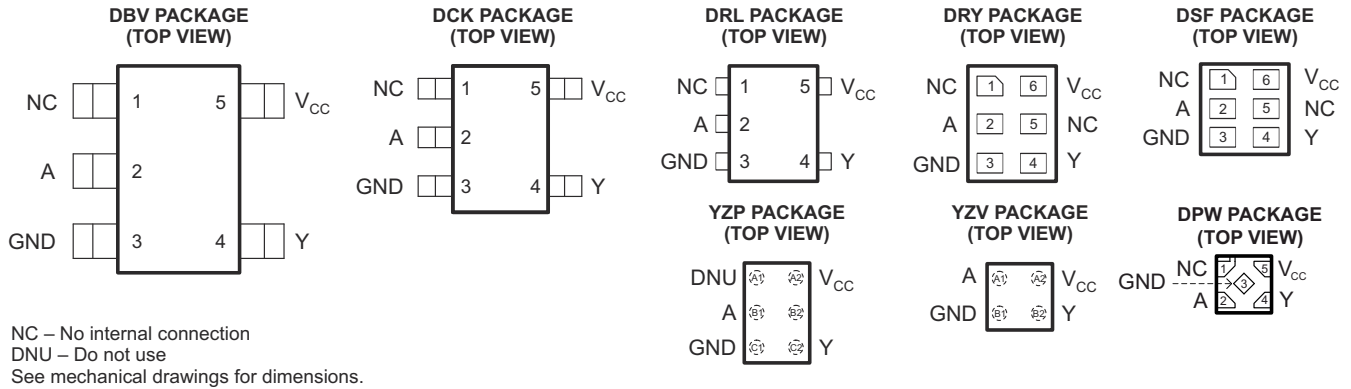 DBV PACKAGE
(TOP VIEW)
NC 1 5 VCC
A 2
GND 3 4 Y
DCK PACKAGE
(TOP VIEW)
NC 1 5 VCC
A 2
GND 3 4 Y
DRL PACKAGE
(TOP VIEW)
NC 1 5 VCC
A 2
GND 3 4 Y
DRY PACKAGE
(TOP VIEW)
NC 1 6 VCC
A 2 5 NC
GND 3 4 Y
DSF PACKAGE
(TOP VIEW)
NC 1 6 VCC
A 2 5 NC
GND 3 4 Y
YZP PACKAGE
(TOP VIEW)
DNU A1 A2 VCC
A B1 B2
GND C1 C2 Y
YZV PACKAGE
(TOP VIEW)
A A1 A2 VCC
GND B1 B2 Y
DPW PACKAGE
(TOP VIEW)
NC 1 5 VCC
GND 3
A 2 4 Y
NC – No internal connection
DNU – Do not use
See mechanical drawings for dimensions.